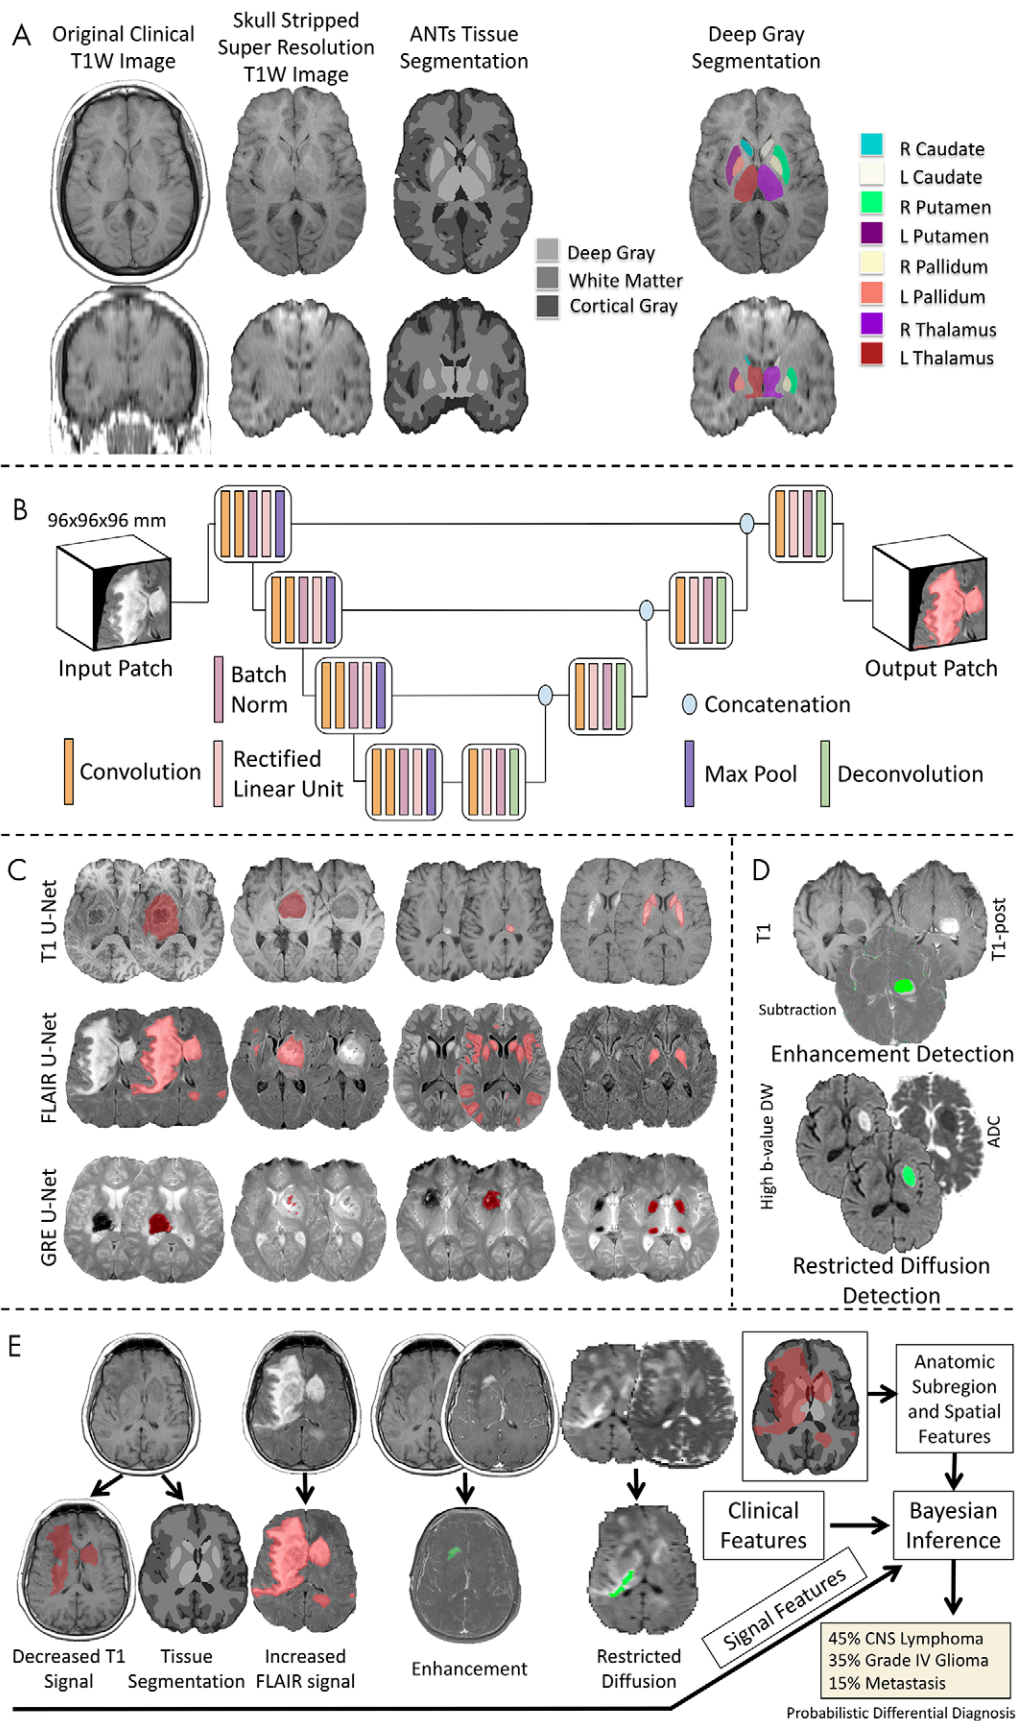 A
Original Clinical
T1W Image
Skull Stripped
Super Resolution
T1W Image
ANTs Tissue
Segmentation
Deep Gray
Segmentation
Deep Gray
White Matter
Cortical Gray
R Caudate
L Caudate
R Putamen
L Putamen
R Pallidum
L Pallidum
R Thalamus
L Thalamus
B
96x96x96 mm
Input Patch
Output Patch
Batch
Norm
Convolution
Rectified
Linear Unit
Concatenation
Max Pool
Deconvolution
C
T1 U-Net
FLAIR U-Net
GRE U-Net
D
T1
T1-post
Subtraction
Enhancement Detection
High b-value DW
ADC
Restricted Diffusion
Detection
E
Decreased T1
Signal
Tissue
Segmentation
Increased
FLAIR signal
Enhancement
Restricted
Diffusion
Anatomic
Subregion
and Spatial
Features
Clinical
Features
Bayesian
Inference
Signal Features
45% CNS Lymphoma
35% Grade IV Glioma
15% Metastasis
Probabilistic Differential Diagnosis